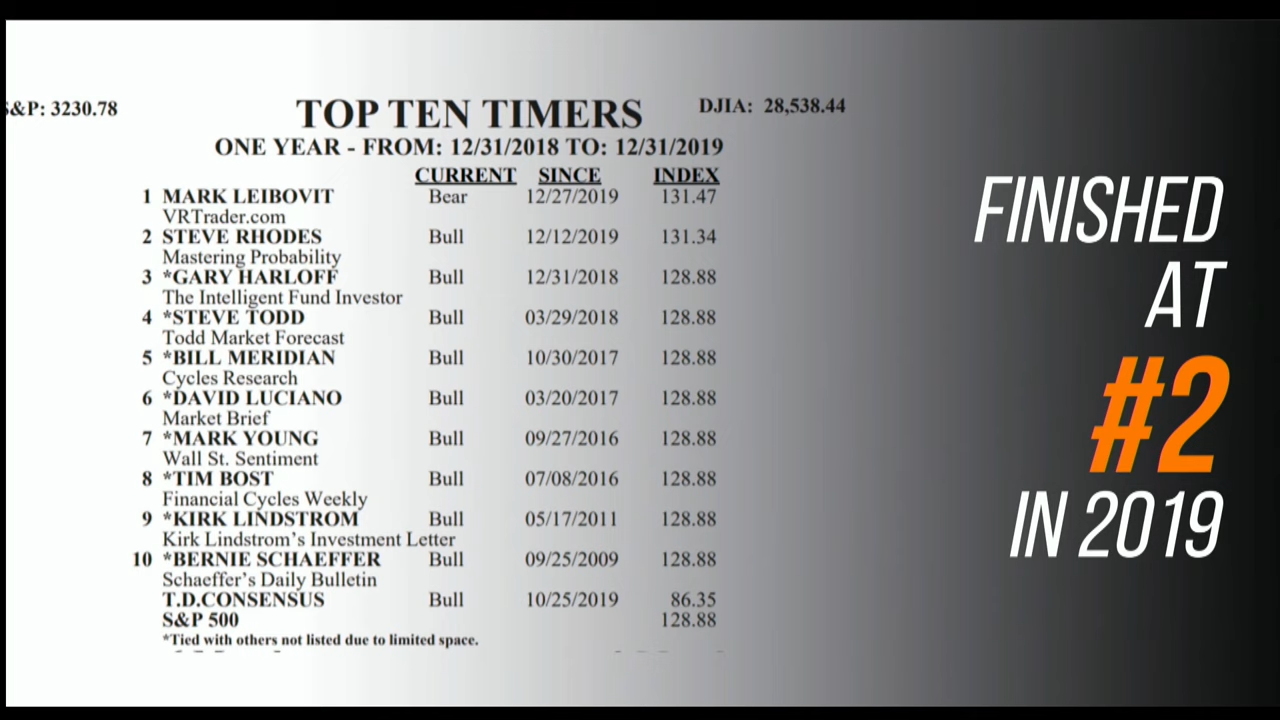 S&P: 3230.78
TOP TEN TIMERS
DJIA: 28,538.44
ONE YEAR - FROM: 12/31/2018 TO: 12/31/2019
CURRENT SINCE INDEX
1 MARK LEIBOVIT Bear 12/27/2019 131.47
VRTrader.com
2 STEVE RHODES Bull 12/12/2019 131.34
Mastering Probability
3 *GARY HARLOFF Bull 12/31/2018 128.88
The Intelligent Fund Investor
4 *STEVE TODD Bull 03/29/2018 128.88
Todd Market Forecast
5 *BILL MERIDIAN Bull 10/30/2017 128.88
Cycles Research
6 *DAVID LUCIANO Bull 03/20/2017 128.88
Market Brief
7 *MARK YOUNG Bull 09/27/2016 128.88
Wall St. Sentiment
8 *TIM BOST Bull 07/08/2016 128.88
Financial Cycles Weekly
9 *KIRK LINDSTROM Bull 05/17/2011 128.88
Kirk Lindstrom's Investment Letter
10 *BERNIE SCHAEFFER Bull 09/25/2009 128.88
Schaeffer's Daily Bulletin
T.D.CONSENSUS Bull 10/25/2019 86.35
S&P 500 128.88
*Tied with others not listed due to limited space.
FINISHED
AT
#2
IN 2019